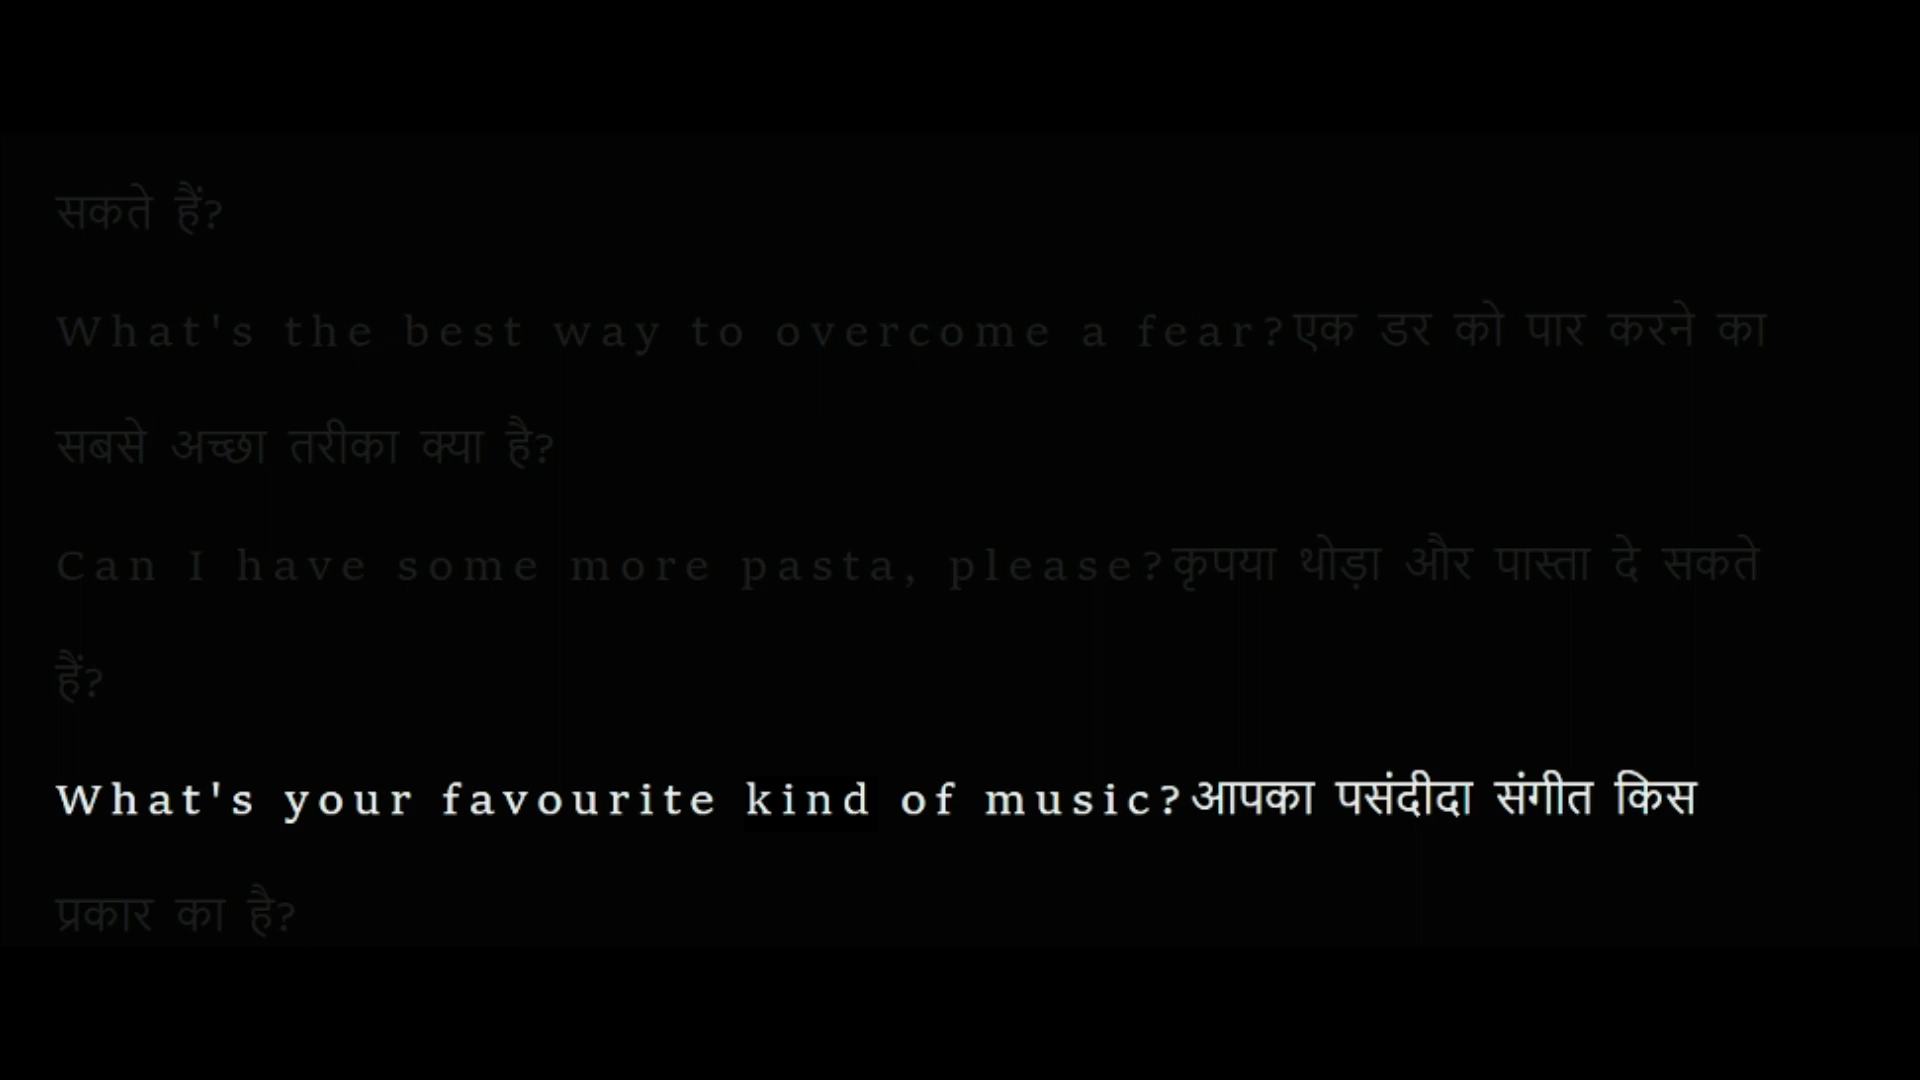 सकते हैं?
What's the best way to overcome a fear?एक डर को पार करने का
सबसे अच्छा तरीका क्या है?
Can I have some more pasta, please?कृपया थोड़ा और पास्ता दे सकते
हैं?
What's your favourite kind of music?आपका पसंदीदा संगीत किस
प्रकार का है?